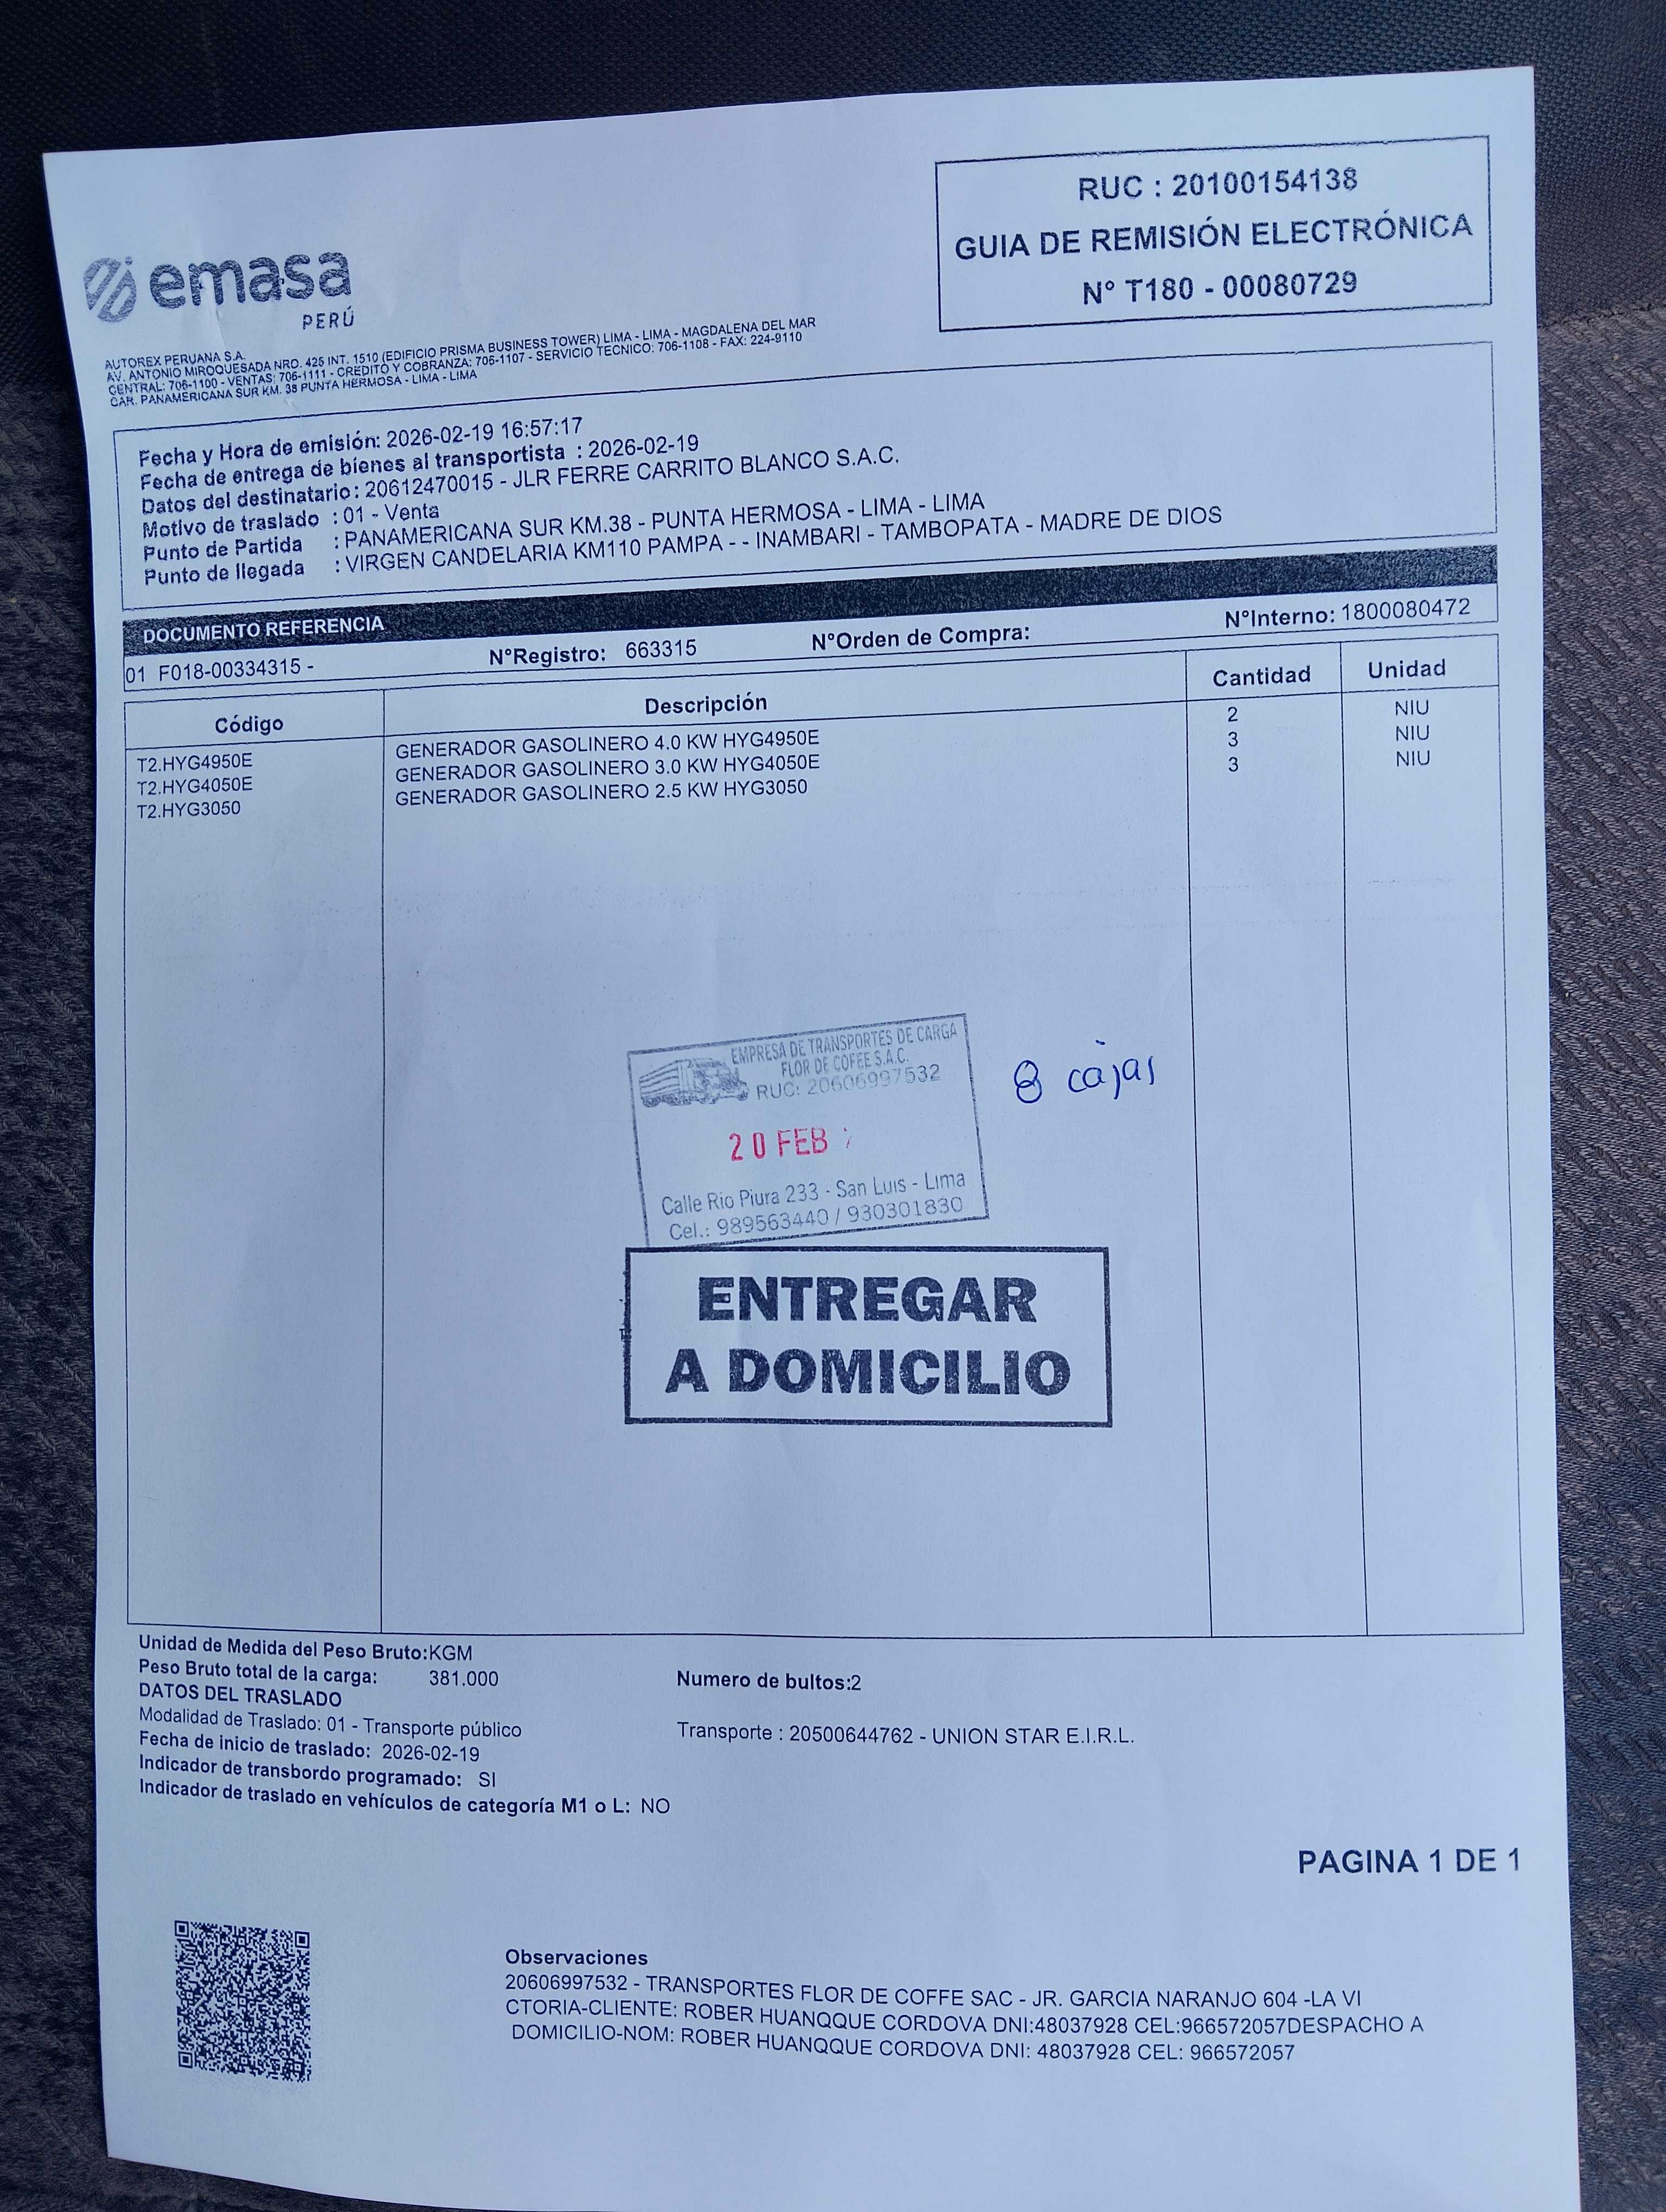 RUC : 20100154138
GUIA DE REMISIÓN ELECTRÓNICA
N° T180 - 00080729
emasa
PERÚ
AUTOREX PERUANA S.A.
AV. ANTONIO MIROQUESADA NRO. 425 INT. 1510 (EDIFICIO PRISMA BUSINESS TOWER) LIMA - LIMA - MAGDALENA DEL MAR
CENTRAL: 706-1100 - VENTAS: 706-1111 - CREDITO Y COBRANZA: 706-1107 - SERVICIO TECNICO: 706-1108 - FAX: 224-9110
CAR. PANAMERICANA SUR KM. 38 PUNTA HERMOSA - LIMA - LIMA
Fecha y Hora de emisión: 2026-02-19 16:57:17
Fecha de entrega de bienes al transportista : 2026-02-19
Datos del destinatario: 20612470015 - JLR FERRE CARRITO BLANCO S.A.C.
Motivo de traslado : 01 - Venta
Punto de Partida : PANAMERICANA SUR KM.38 - PUNTA HERMOSA - LIMA - LIMA
Punto de llegada : VIRGEN CANDELARIA KM110 PAMPA - - INAMBARI - TAMBOPATA - MADRE DE DIOS
DOCUMENTO REFERENCIA
01 F018-00334315 - N°Registro: 663315 N°Orden de Compra: N°Interno: 1800080472
Código Descripción Cantidad Unidad
T2.HYG4950E GENERADOR GASOLINERO 4.0 KW HYG4950E 2 NIU
T2.HYG4050E GENERADOR GASOLINERO 3.0 KW HYG4050E 3 NIU
T2.HYG3050 GENERADOR GASOLINERO 2.5 KW HYG3050 3 NIU
EMPRESA DE TRANSPORTES DE CARGA
FLOR DE COFEE S.A.C.
RUC: 20606997532
8 cajas
20 FEB
Calle Rio Piura 233 - San Luis - Lima
Cel.: 989563440 / 930301830
ENTREGAR
A DOMICILIO
Unidad de Medida del Peso Bruto:KGM
Peso Bruto total de la carga: 381.000 Numero de bultos:2
DATOS DEL TRASLADO
Modalidad de Traslado: 01 - Transporte público Transporte : 20500644762 - UNION STAR E.I.R.L.
Fecha de inicio de traslado: 2026-02-19
Indicador de transbordo programado: SI
Indicador de traslado en vehículos de categoría M1 o L: NO
PAGINA 1 DE 1
Observaciones
20606997532 - TRANSPORTES FLOR DE COFFE SAC - JR. GARCIA NARANJO 604 -LA VI
CTORIA-CLIENTE: ROBER HUANQQUE CORDOVA DNI:48037928 CEL:966572057DESPACHO A
DOMICILIO-NOM: ROBER HUANQQUE CORDOVA DNI: 48037928 CEL: 966572057